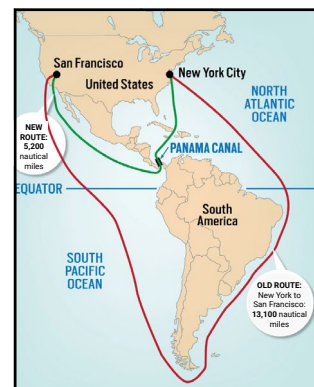 San Francisco
New York City
United States
NORTH
ATLANTIC
OCEAN
NEW
ROUTE:
5,200
nautical
miles
PANAMA CANAL
EQUATOR
South
America
SOUTH
PACIFIC
OCEAN
OLD ROUTE:
New York to
San Francisco:
13,100 nautical
miles